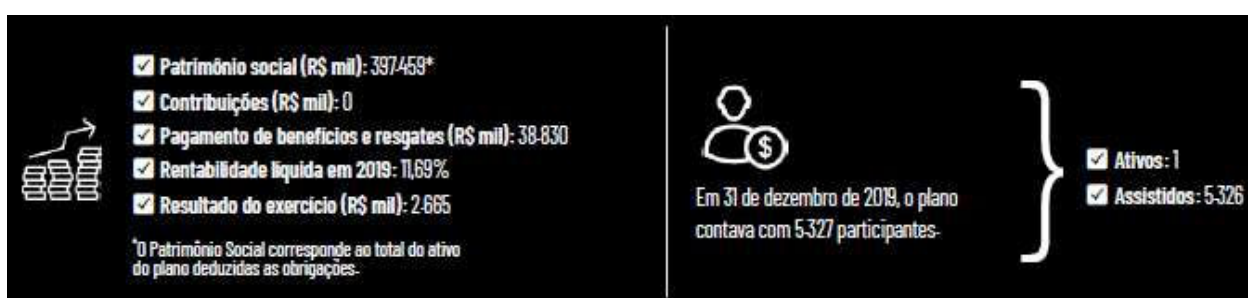 Patrimônio social (R$ mil): 397.459*
Contribuições (R$ mil): 0
Pagamento de benefícios e resgates (R$ mil): 38.830
Rentabilidade líquida em 2019: 11,69%
Resultado do exercício (R$ mil): 2.665
*O Patrimônio Social corresponde ao total do ativo
do plano deduzidas as obrigações.
$
Em 31 de dezembro de 2019, o plano
contava com 5.327 participantes.
Ativos: 1
Assistidos: 5.326